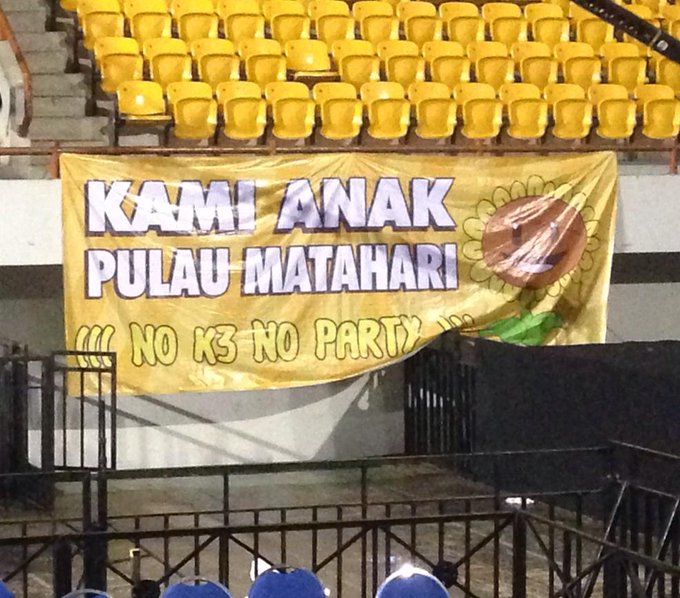 KAMI ANAK
PULAU MATAHARI
((( NO K3 NO PARTY )))